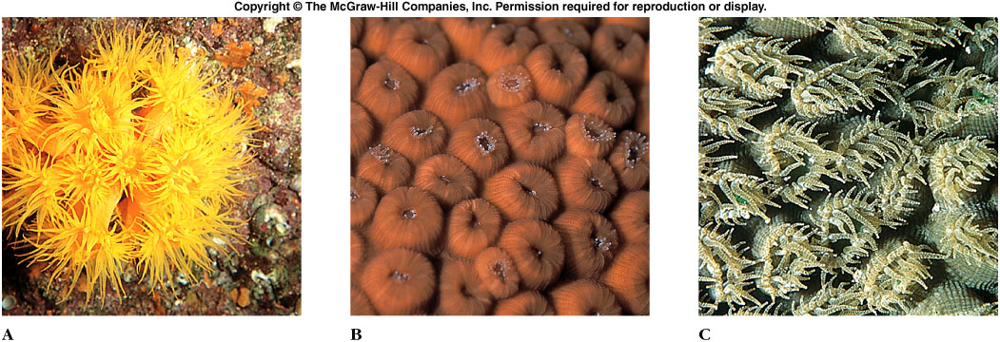 Copyright © The McGraw-Hill Companies, Inc. Permission required for reproduction or display.
A
B
C